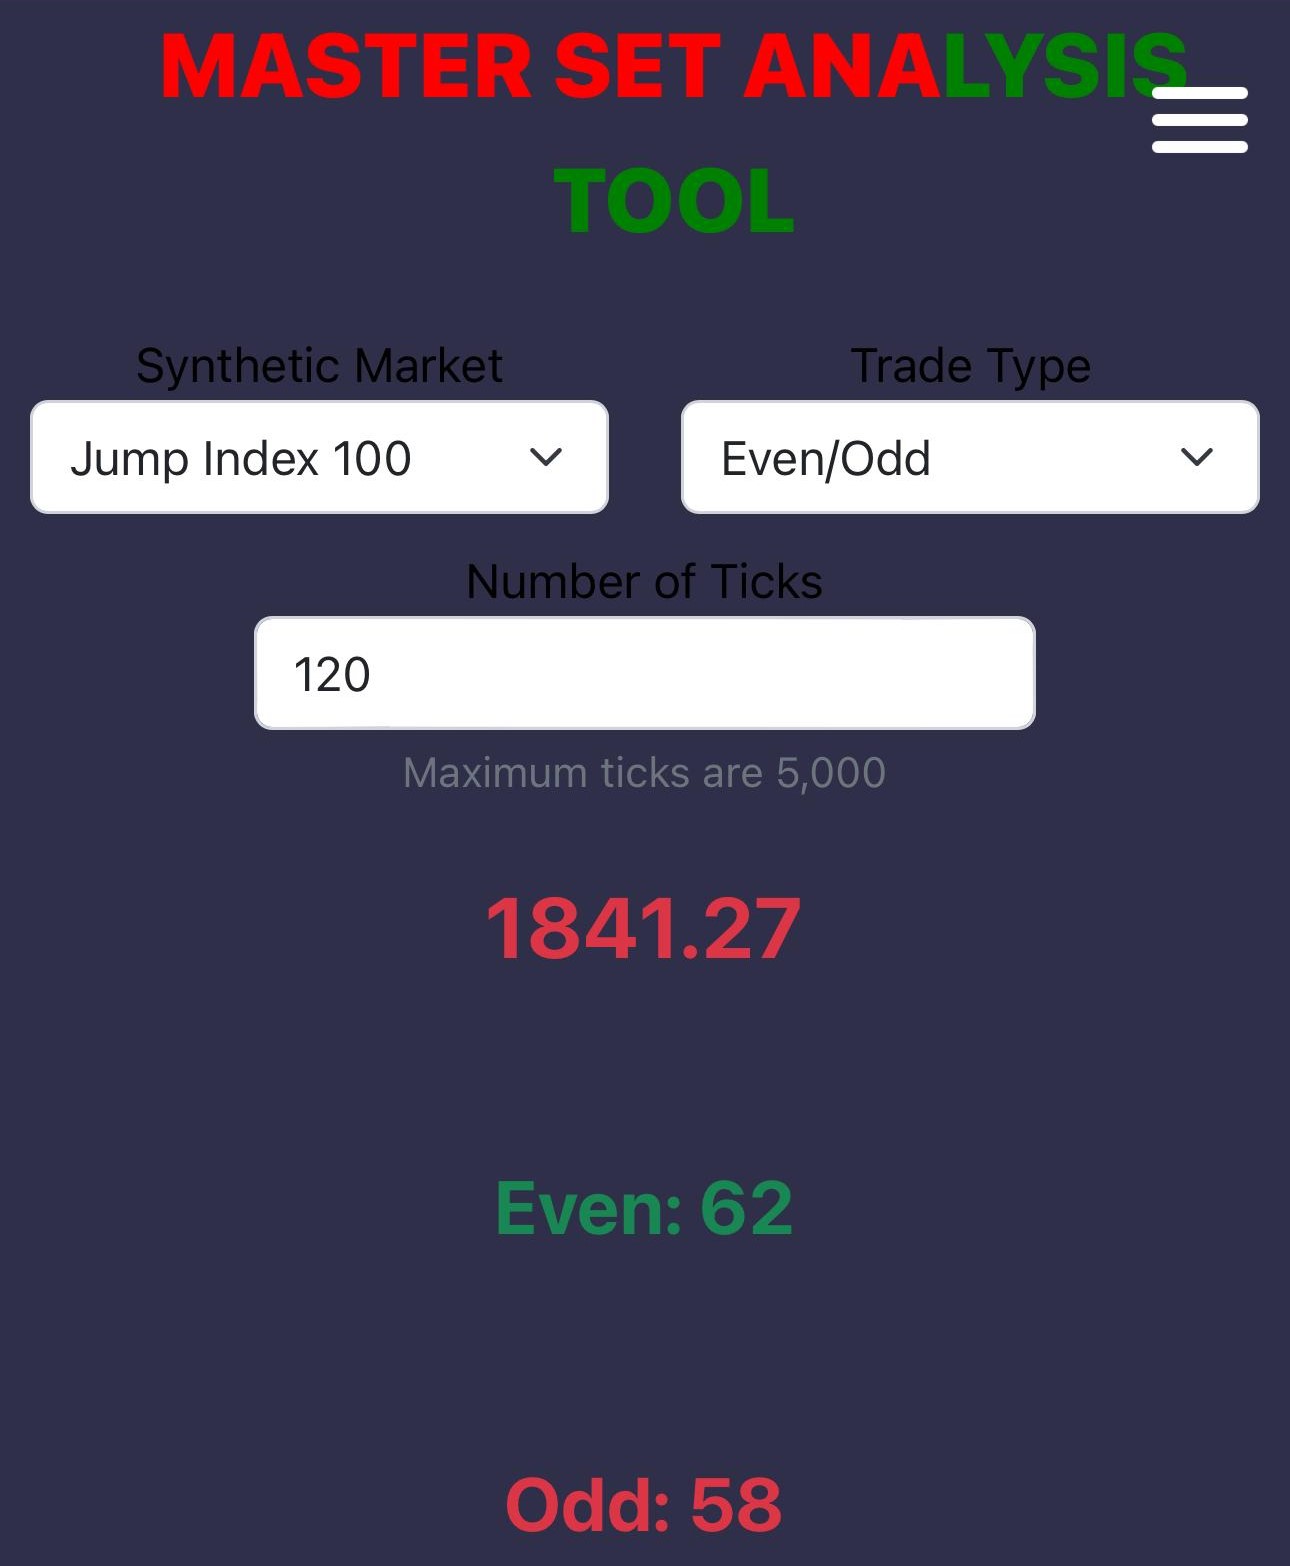 MASTER SET ANALYSIS
TOOL
Synthetic Market
Trade Type
Jump Index 100
Even/Odd
Number of Ticks
120
Maximum ticks are 5,000
1841.27
Even: 62
Odd: 58